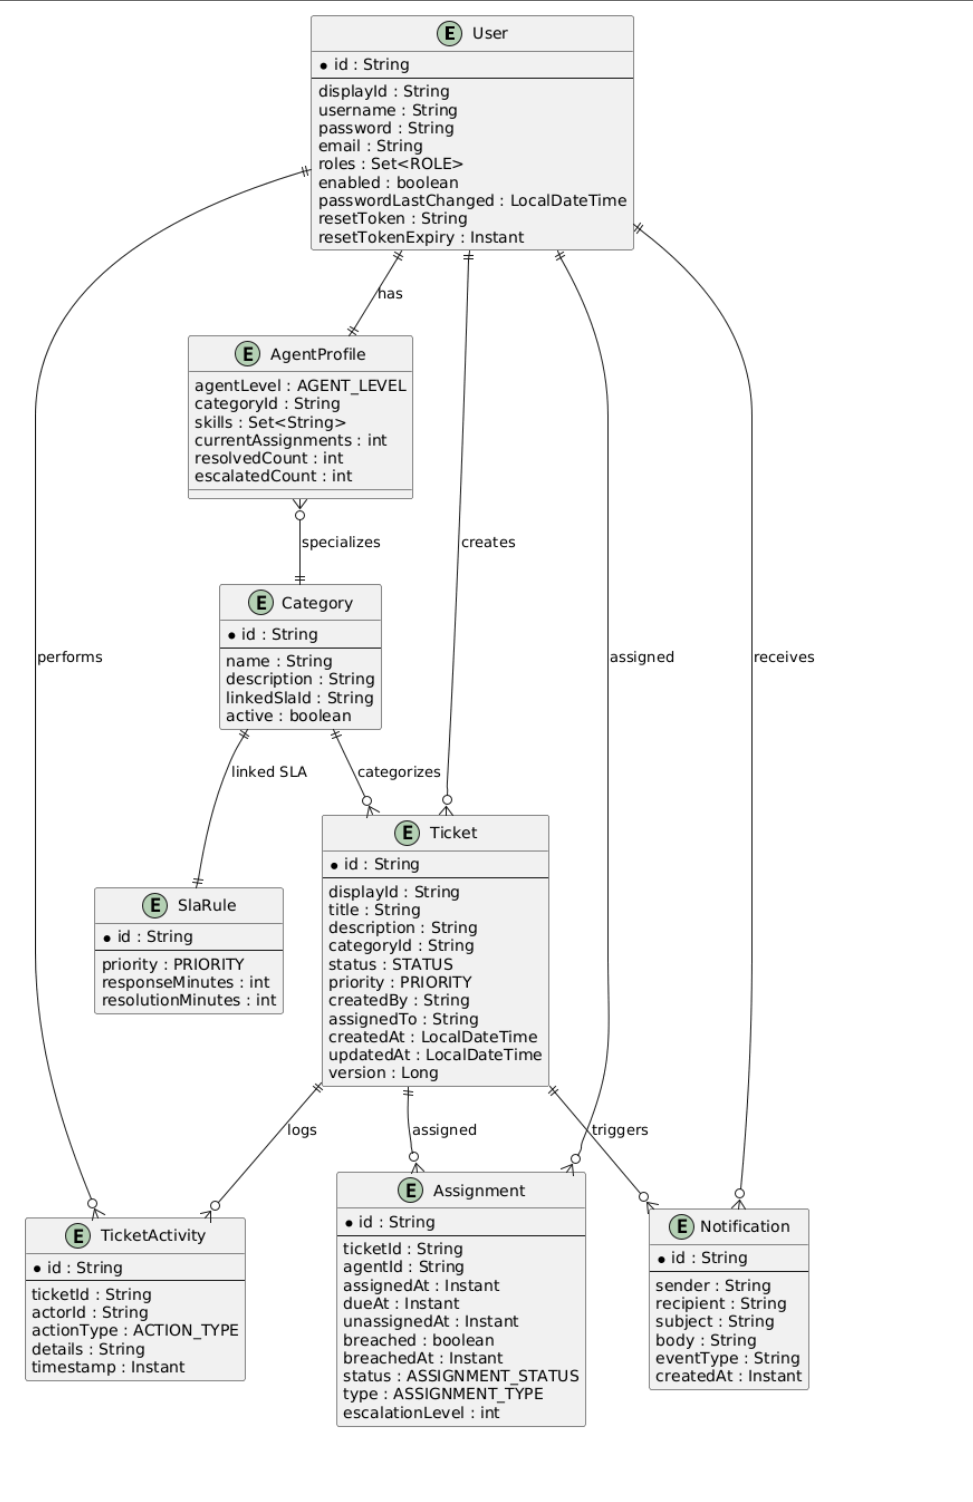 E User
* id : String
displayId : String
username : String
password : String
email : String
roles : Set<ROLE>
enabled : boolean
passwordLastChanged : LocalDateTime
resetToken : String
resetTokenExpiry : Instant
has
E AgentProfile
agentLevel : AGENT_LEVEL
categoryId : String
skills : Set<String>
currentAssignments : int
resolvedCount : int
escalatedCount : int
specializes
creates
E Category
* id : String
name : String
description : String
linkedSlaId : String
active : boolean
performs
assigned
receives
linked SLA
categorizes
E Ticket
* id : String
displayId : String
title : String
description : String
categoryId : String
status : STATUS
priority : PRIORITY
createdBy : String
assignedTo : String
createdAt : LocalDateTime
updatedAt : LocalDateTime
version : Long
E SlaRule
* id : String
priority : PRIORITY
responseMinutes : int
resolutionMinutes : int
logs
assigned
triggers
E TicketActivity
* id : String
ticketId : String
actorId : String
actionType : ACTION_TYPE
details : String
timestamp : Instant
E Assignment
* id : String
ticketId : String
agentId : String
assignedAt : Instant
dueAt : Instant
unassignedAt : Instant
breached : boolean
breachedAt : Instant
status : ASSIGNMENT_STATUS
type : ASSIGNMENT_TYPE
escalationLevel : int
E Notification
* id : String
sender : String
recipient : String
subject : String
body : String
eventType : String
createdAt : Instant